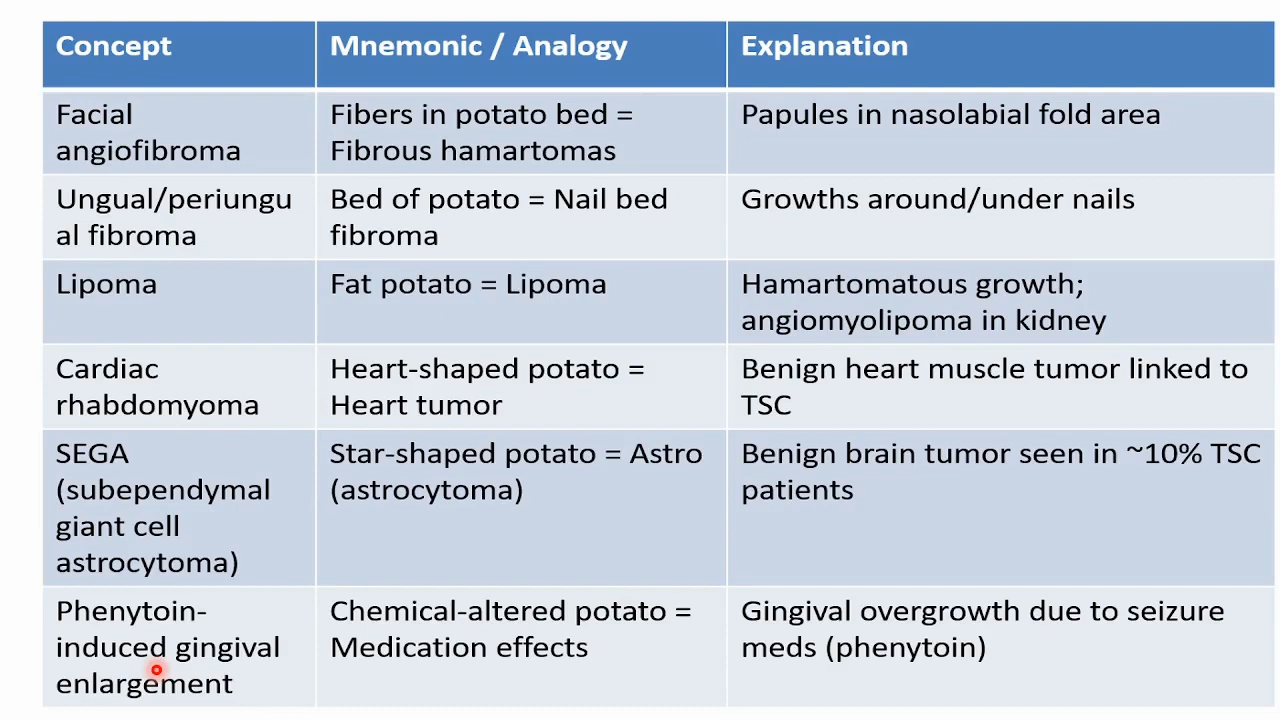 Concept
Mnemonic / Analogy
Explanation
Facial
angiofibroma
Fibers in potato bed =
Fibrous hamartomas
Papules in nasolabial fold area
Ungual/periungu
al fibroma
Bed of potato = Nail bed
fibroma
Growths around/under nails
Lipoma
Fat potato = Lipoma
Hamartomatous growth;
angiomyolipoma in kidney
Cardiac
rhabdomyoma
Heart-shaped potato =
Heart tumor
Benign heart muscle tumor linked to
TSC
SEGA
(subependymal
giant cell
astrocytoma)
Star-shaped potato = Astro
(astrocytoma)
Benign brain tumor seen in ~10% TSC
patients
Phenytoin-
induced gingival
enlargement
Chemical-altered potato =
Medication effects
Gingival overgrowth due to seizure
meds (phenytoin)